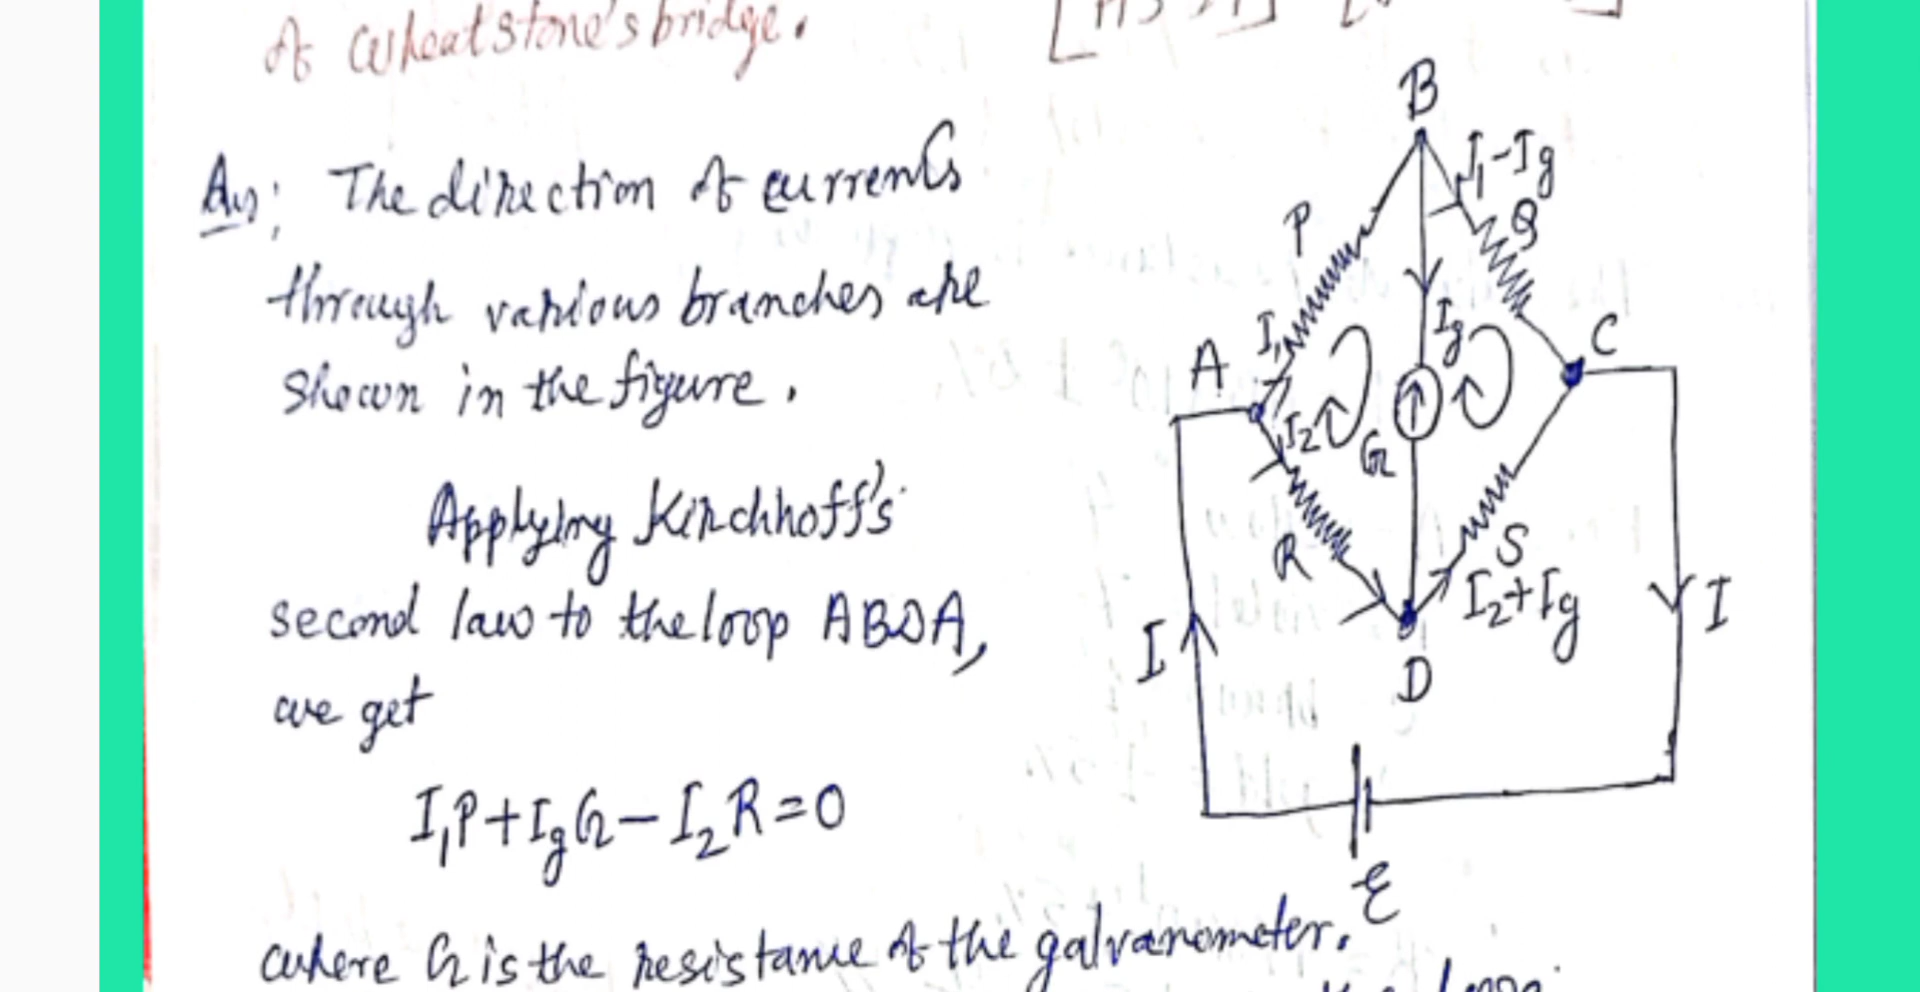 of Wheatstone's bridge.
Ans: The direction of currents
through various branches are
shown in the figure.
Applying Kirchhoff's
second law to the loop ABDA,
we get
I₁P+IgG-I₂R=0
where G is the resistance of the galvanometer.
B
I₁-Ig
P
Q
Ig
C
A
I₁
I₂
G
R
S
I₂+Ig
I
I
D
ε